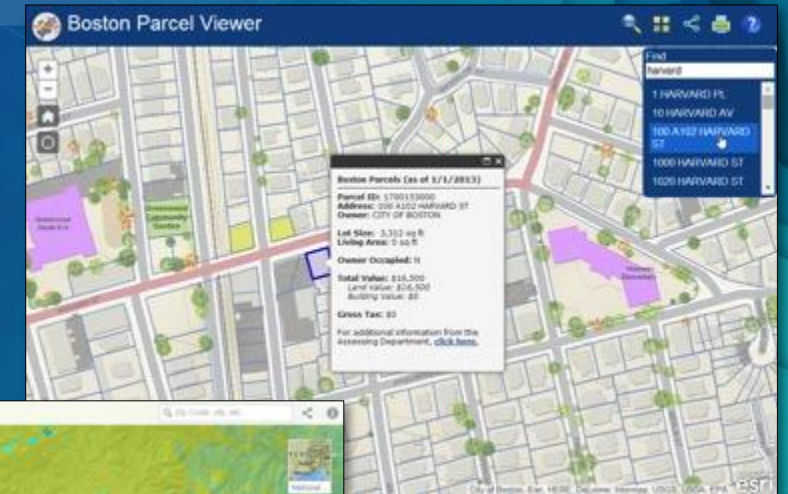 Boston Parcel Viewer
Find
harvard
1 HARVARD PL
10 HARVARD AV
100 A102 HARVARD
ST
1000 HARVARD ST
1020 HARVARD ST
Boston Parcels (as of 1/1/2013)
Parcel ID: 1700153000
Address: 100 A102 HARVARD ST
Owner: CITY OF BOSTON
Lot Size: 3,312 sq ft
Living Area: 0 sq ft
Owner Occupied: N
Total Value: $16,500
Land Value: $16,500
Building Value: $0
Gross Tax: $0
For additional information from the
Assessing Department, click here.
Community
Garden
esri
National